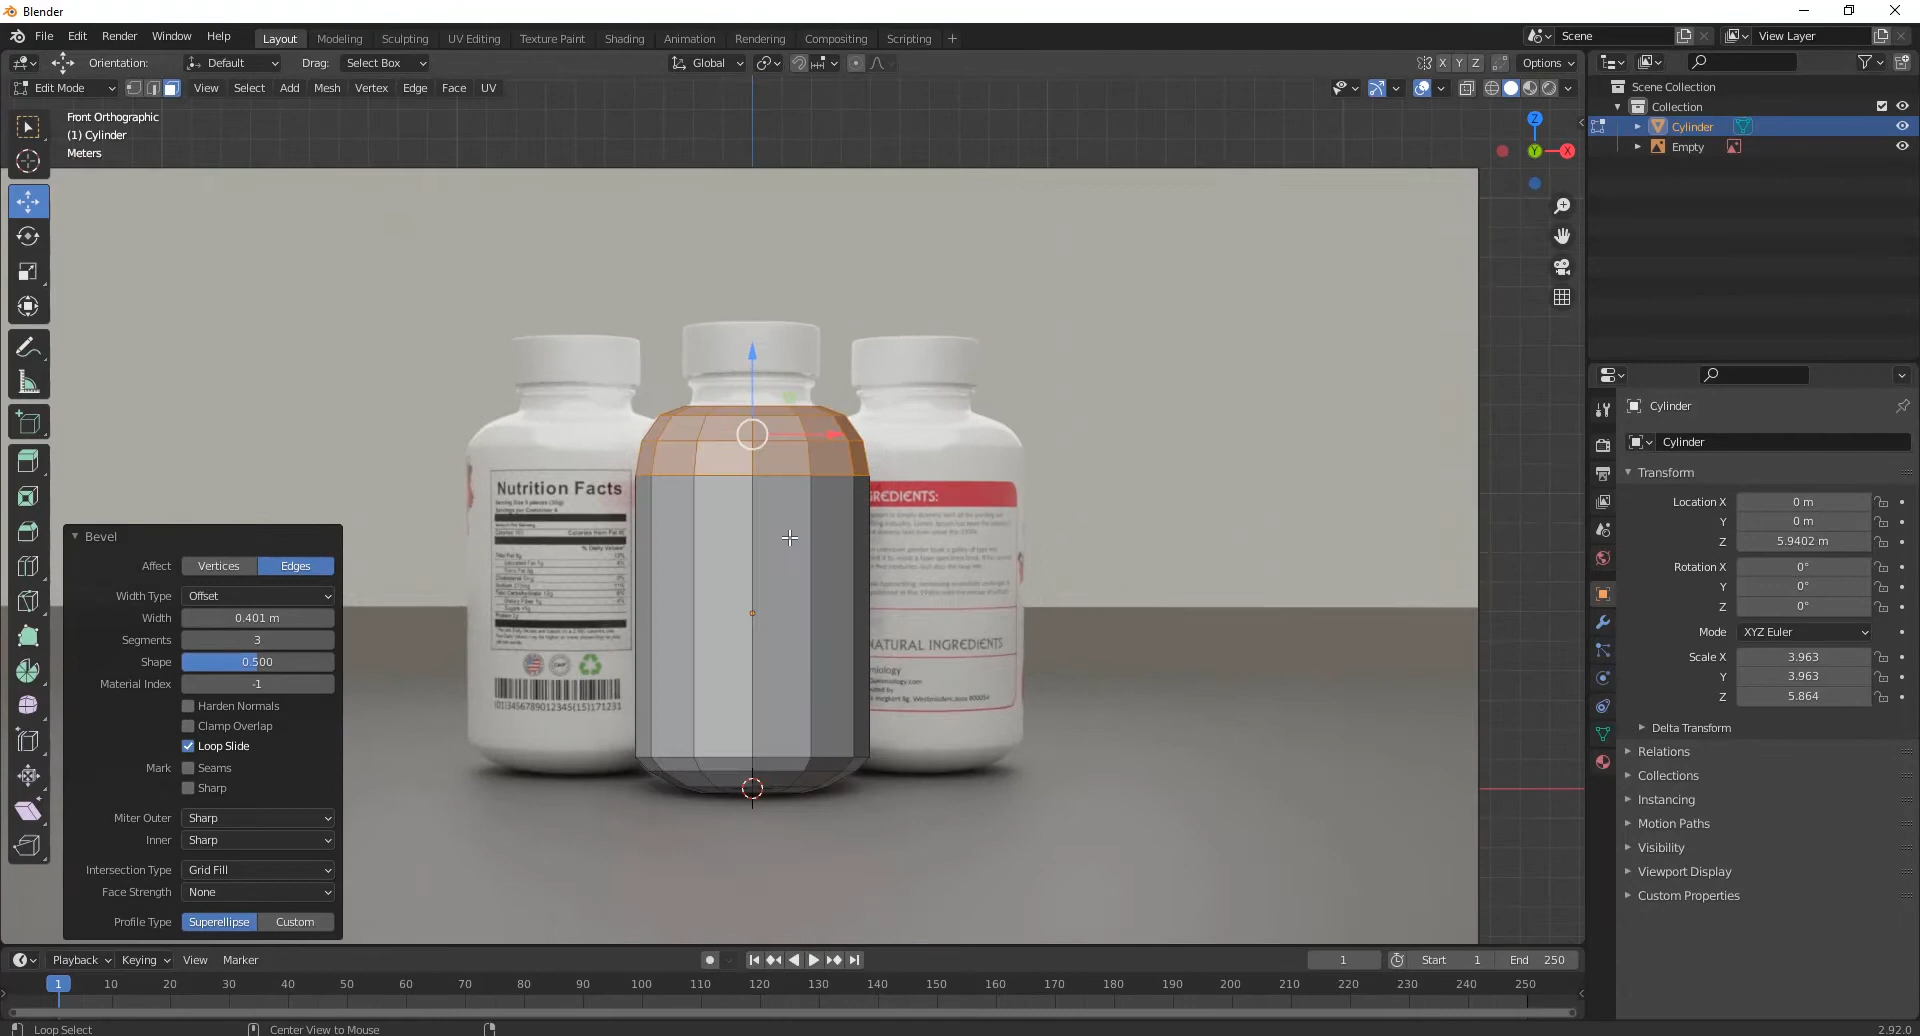 Blender
File Edit Render Window Help Layout Modeling Sculpting UV Editing Texture Paint Shading Animation Rendering Compositing Scripting + Scene View Layer
Orientation: Default Drag: Select Box Global X Y Z Options
Edit Mode View Select Add Mesh Vertex Edge Face UV
Front Orthographic
(1) Cylinder
Meters
Z
Y
X
Scene Collection
Collection
Cylinder
Empty
Nutrition Facts
(01)3456789012345(15)171231
GREDIENTS:
NATURAL INGREDIENTS
Bevel
Affect Vertices Edges
Width Type Offset
Width 0.401 m
Segments 3
Shape 0.500
Material Index -1
Harden Normals
Clamp Overlap
Loop Slide
Mark Seams
Sharp
Miter Outer Sharp
Inner Sharp
Intersection Type Grid Fill
Face Strength None
Profile Type Superellipse Custom
Cylinder
Cylinder
Transform
Location X 0 m
Y 0 m
Z 5.9402 m
Rotation X 0°
Y 0°
Z 0°
Mode XYZ Euler
Scale X 3.963
Y 3.963
Z 5.864
Delta Transform
Relations
Collections
Instancing
Motion Paths
Visibility
Viewport Display
Custom Properties
Playback Keying View Marker 1 Start 1 End 250
1 10 20 30 40 50 60 70 80 90 100 110 120 130 140 150 160 170 180 190 200 210 220 230 240 250
Loop Select Center View to Mouse 2.92.0